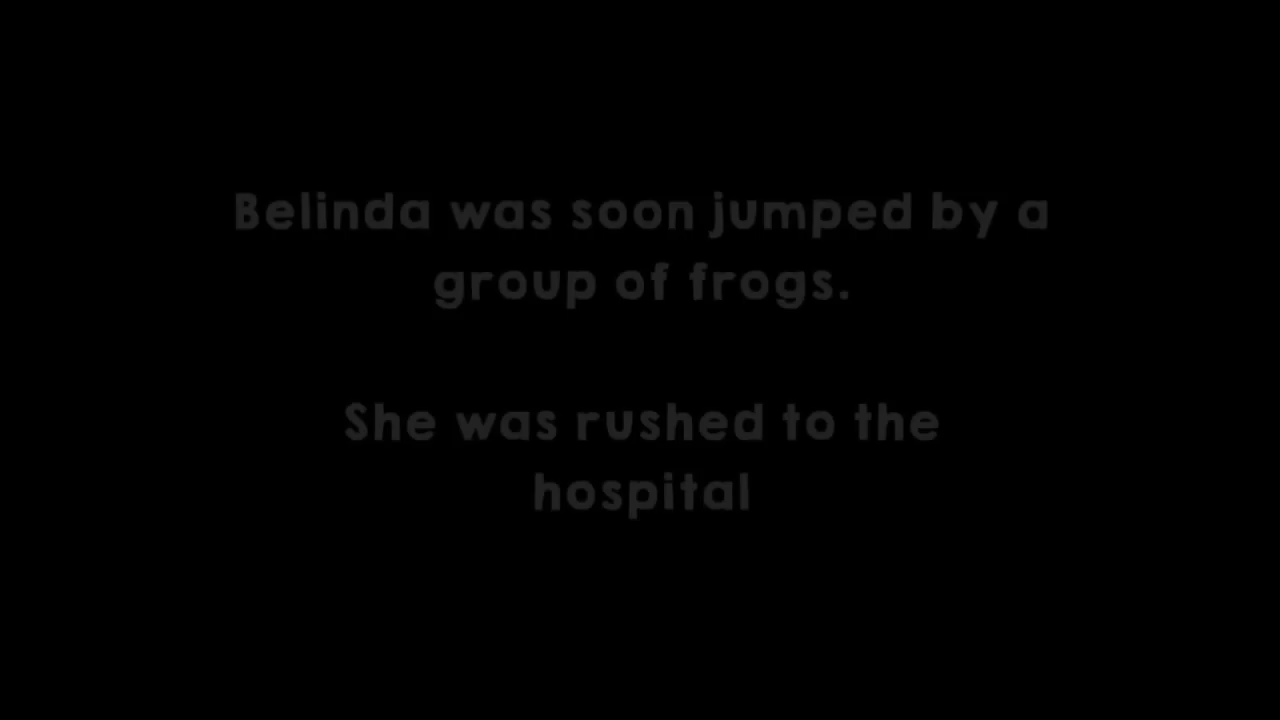 Belinda was soon jumped by a
group of frogs.
She was rushed to the
hospital